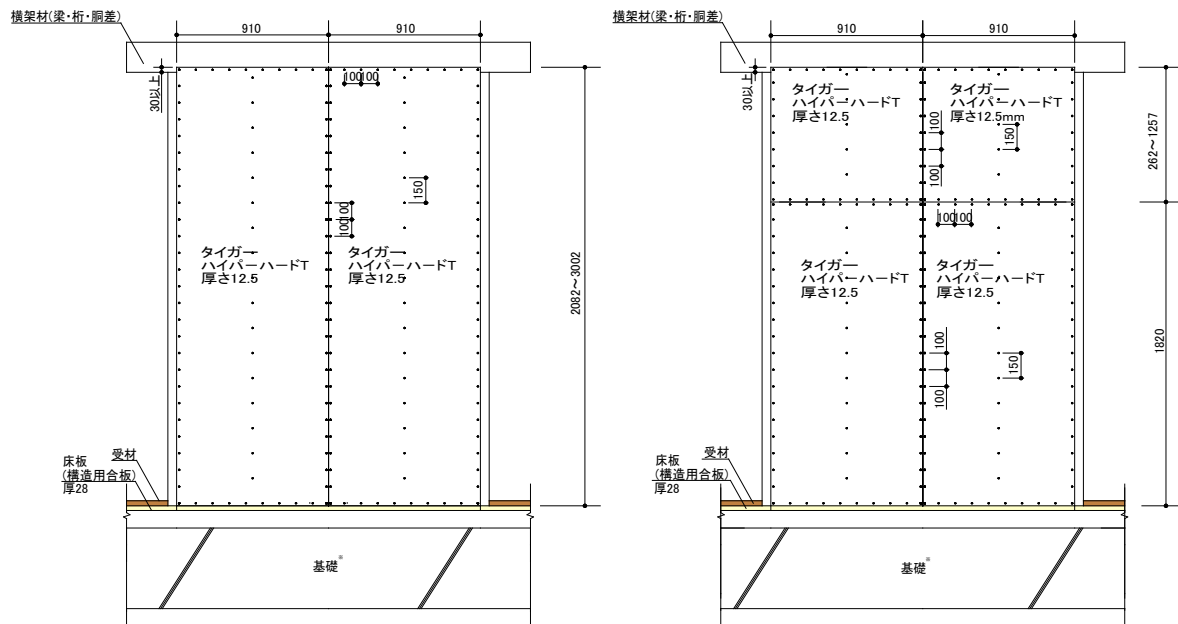 横架材(梁・桁・胴差)
910
910
30以上
100100
150
100100
タイガー
ハイパーハードT
厚さ12.5
タイガー
ハイパーハードT
厚さ12.5
2082～3002
受材
床板
(構造用合板)
厚28
基礎※
横架材(梁・桁・胴差)
910
910
30以上
タイガー
ハイパーハードT
厚さ12.5
タイガー
ハイパーハードT
厚さ12.5mm
100
100
150
262～1257
100100
タイガー
ハイパーハードT
厚さ12.5
タイガー
ハイパーハードT
厚さ12.5
100
100
150
1820
受材
床板
(構造用合板)
厚28
基礎※